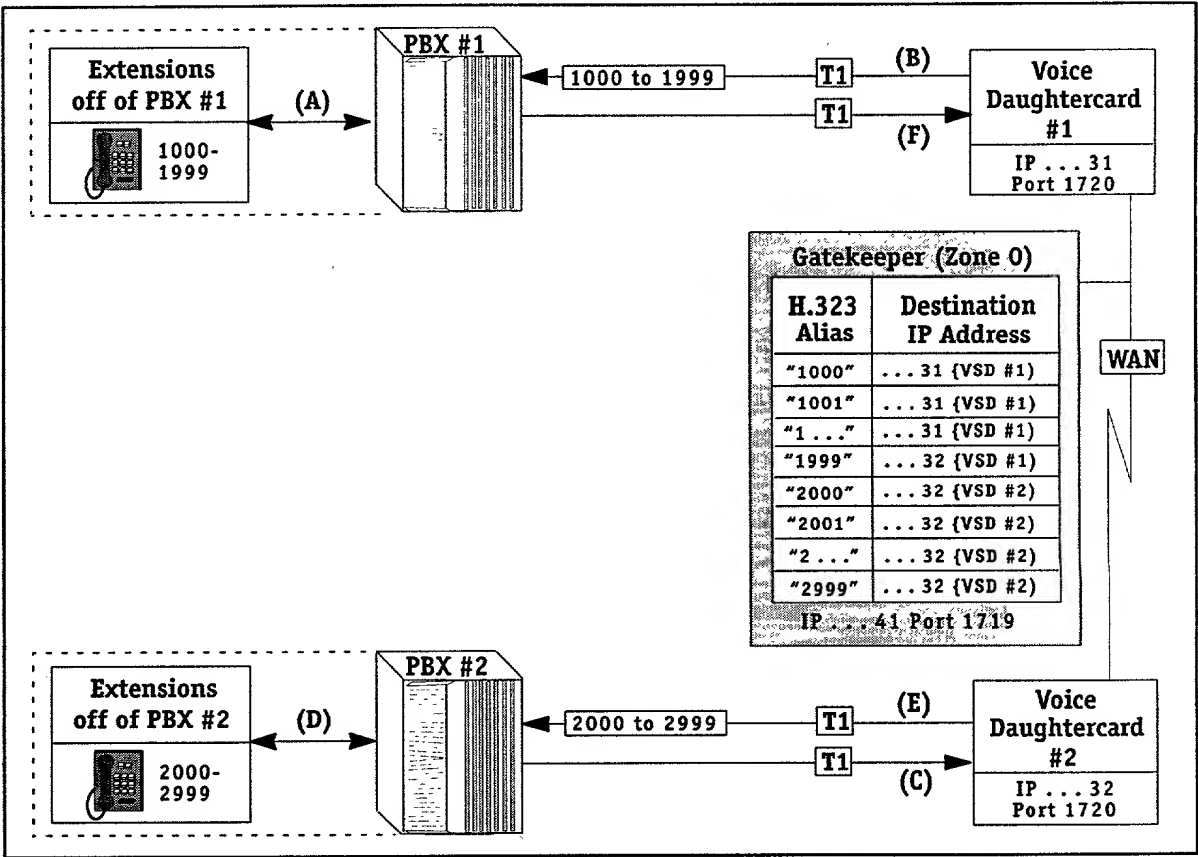 PBX #1
Extensions
off of PBX #1
1000-
1999
(A)
1000 to 1999
T1
(B)
T1
(F)
Voice
Daughtercard
#1
IP ... 31
Port 1720
Gatekeeper (Zone 0)
H.323
Alias
Destination
IP Address
"1000" ... 31 {VSD #1)
"1001" ... 31 {VSD #1)
"1 ..." ... 31 {VSD #1)
"1999" ... 32 {VSD #1)
"2000" ... 32 {VSD #2)
"2001" ... 32 {VSD #2)
"2 ..." ... 32 {VSD #2)
"2999" ... 32 {VSD #2)
IP ... 41 Port 1719
WAN
PBX #2
Extensions
off of PBX #2
2000-
2999
(D)
2000 to 2999
T1
(E)
T1
(C)
Voice
Daughtercard
#2
IP ... 32
Port 1720